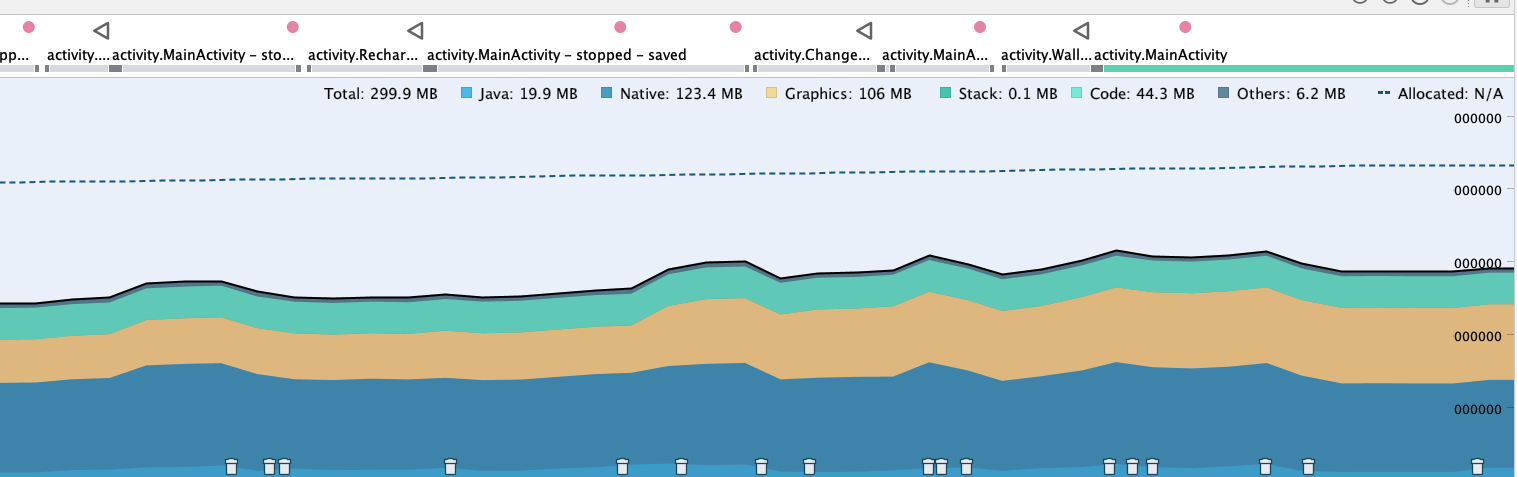 pp... activity.... activity.MainActivity – sto... activity.Rechar... activity.MainActivity – stopped – saved activity.Change... activity.MainA... activity.Wall... activity.MainActivity
Total: 299.9 MB Java: 19.9 MB Native: 123.4 MB Graphics: 106 MB Stack: 0.1 MB Code: 44.3 MB Others: 6.2 MB Allocated: N/A
000000
000000
000000
000000
000000